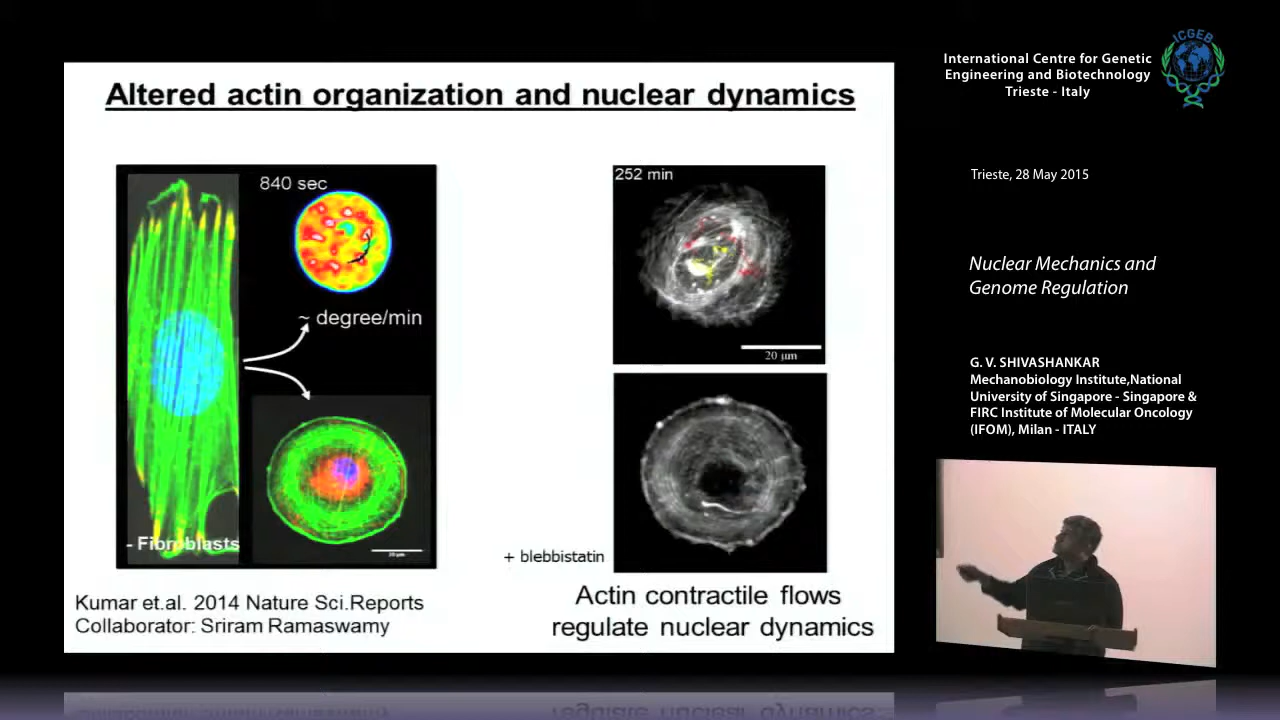 Altered actin organization and nuclear dynamics
840 sec
~ degree/min
- Fibroblasts
20 µm
Kumar et.al. 2014 Nature Sci.Reports
Collaborator: Sriram Ramaswamy
252 min
20 µm
+ blebbistatin
Actin contractile flows
regulate nuclear dynamics
International Centre for Genetic
Engineering and Biotechnology
Trieste - Italy
ICGEB
Trieste, 28 May 2015
Nuclear Mechanics and
Genome Regulation
G. V. SHIVASHANKAR
Mechanobiology Institute,National
University of Singapore - Singapore &
FIRC Institute of Molecular Oncology
(IFOM), Milan - ITALY